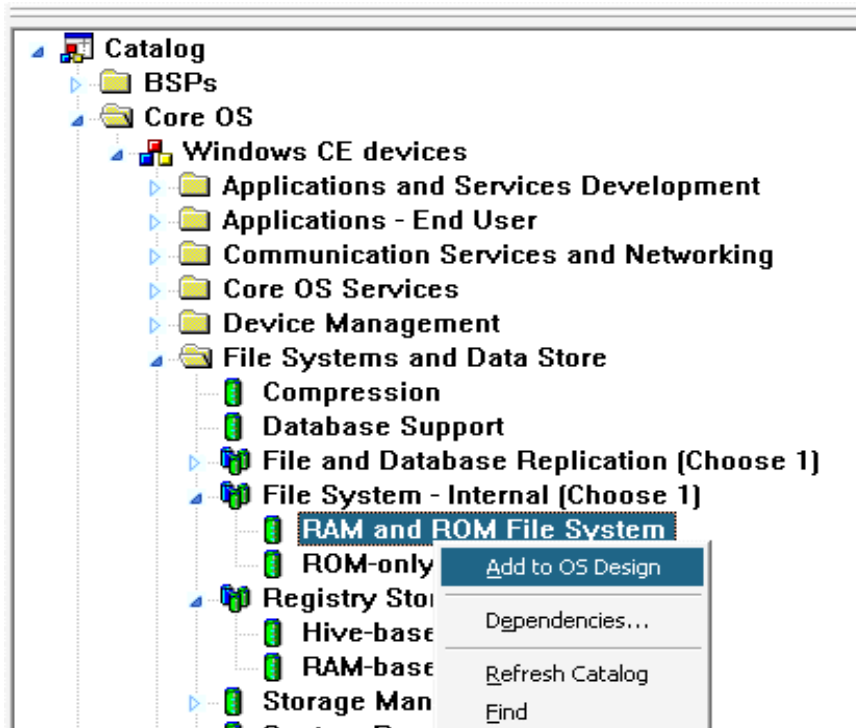 Catalog
BSPs
Core OS
Windows CE devices
Applications and Services Development
Applications - End User
Communication Services and Networking
Core OS Services
Device Management
File Systems and Data Store
Compression
Database Support
File and Database Replication (Choose 1)
File System - Internal (Choose 1)
RAM and ROM File System
ROM-only
Add to OS Design
Registry
Dependencies...
Hive-base
RAM-base
Refresh Catalog
Storage Man
Find